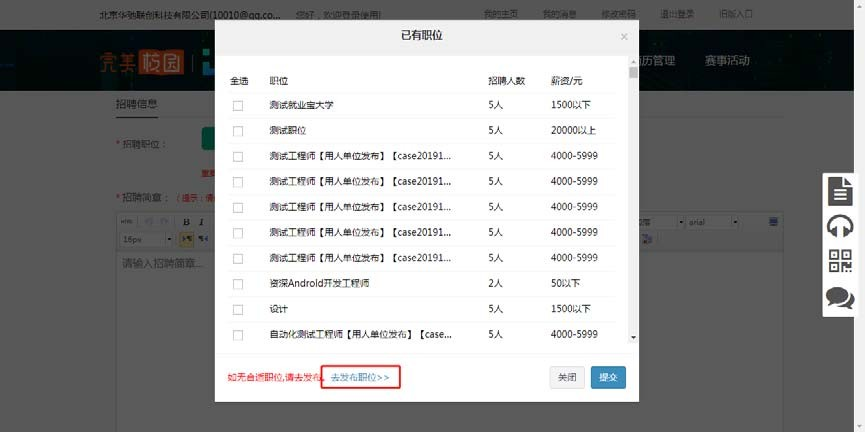 北京华驰联创科技有限公司(10010@qq.co... 您好，欢迎登录使用!
我的主页 我的消息 修改密码 退出登录 旧版入口
完美校园
历管理 赛事活动
招聘信息
* 招聘职位：
* 招聘简章：
HTML B I arial
16px
请输入招聘简章...
已有职位 ×
全选 职位 招聘人数 薪资/元
测试就业宝大学 5人 1500以下
测试职位 5人 20000以上
测试工程师【用人单位发布】【case20191... 5人 4000-5999
测试工程师【用人单位发布】【case20191... 5人 4000-5999
测试工程师【用人单位发布】【case20191... 5人 4000-5999
测试工程师【用人单位发布】【case20191... 5人 4000-5999
测试工程师【用人单位发布】【case20191... 5人 4000-5999
资深Android开发工程师 2人 50以下
设计 5人 1500以下
自动化测试工程师【用人单位发布】【case... 5人 4000-5999
如无合适职位,请去发布, 去发布职位>>
关闭 提交